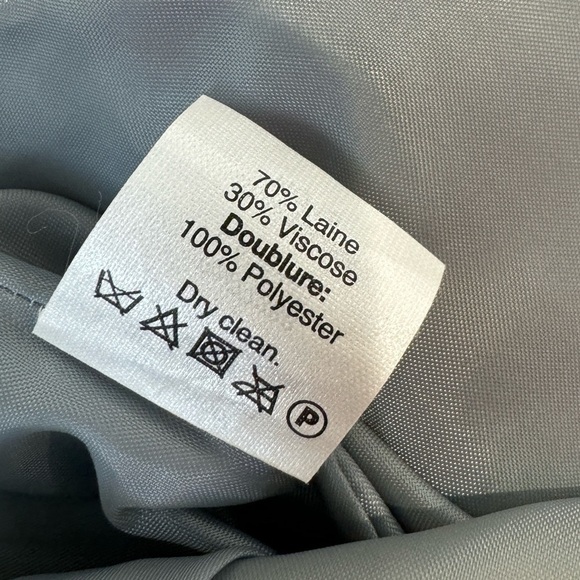 70% Laine
30% Viscose
Doublure:
100% Polyester
Dry clean.
P